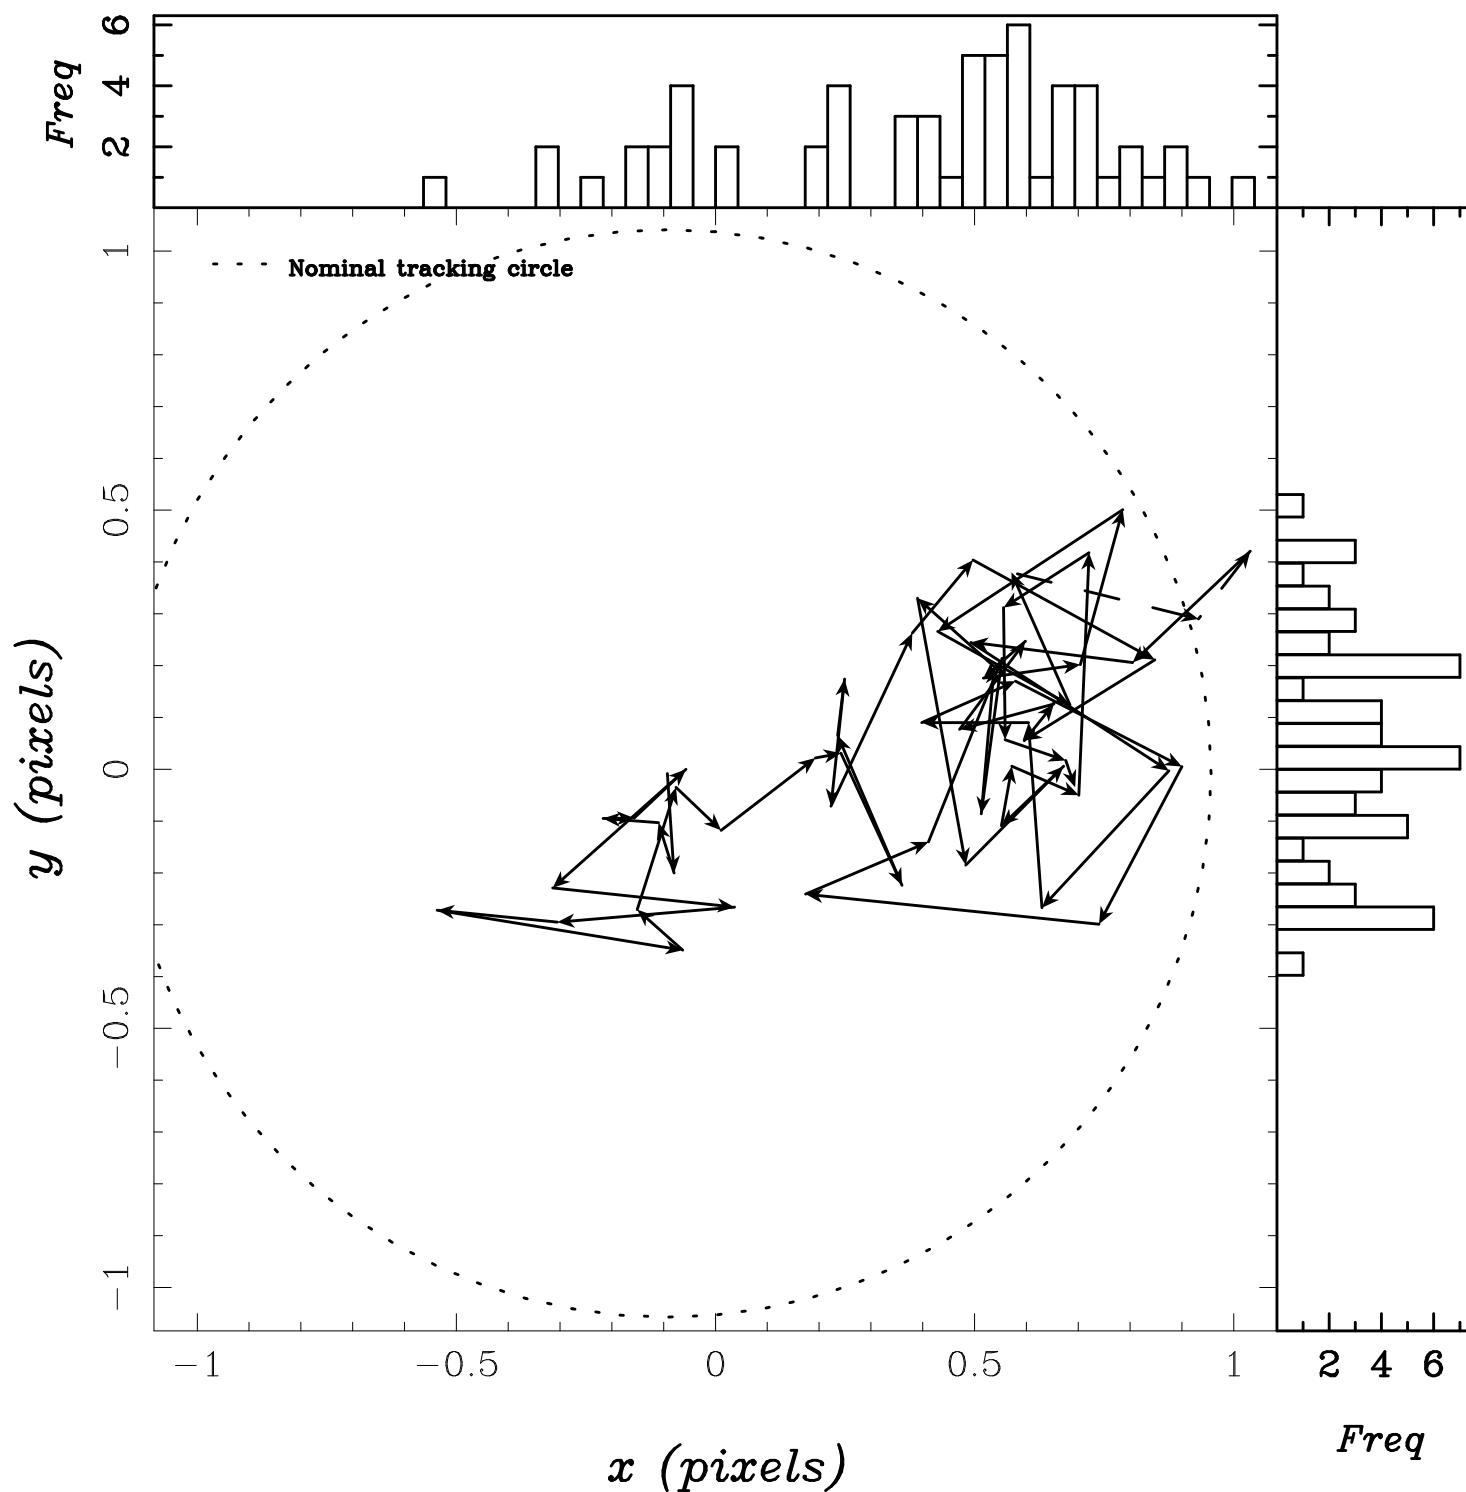 Freq
6
4
2
Nominal tracking circle
1
0.5
0
−0.5
−1
y (pixels)
−1 −0.5 0 0.5 1
2 4 6
x (pixels)
Freq